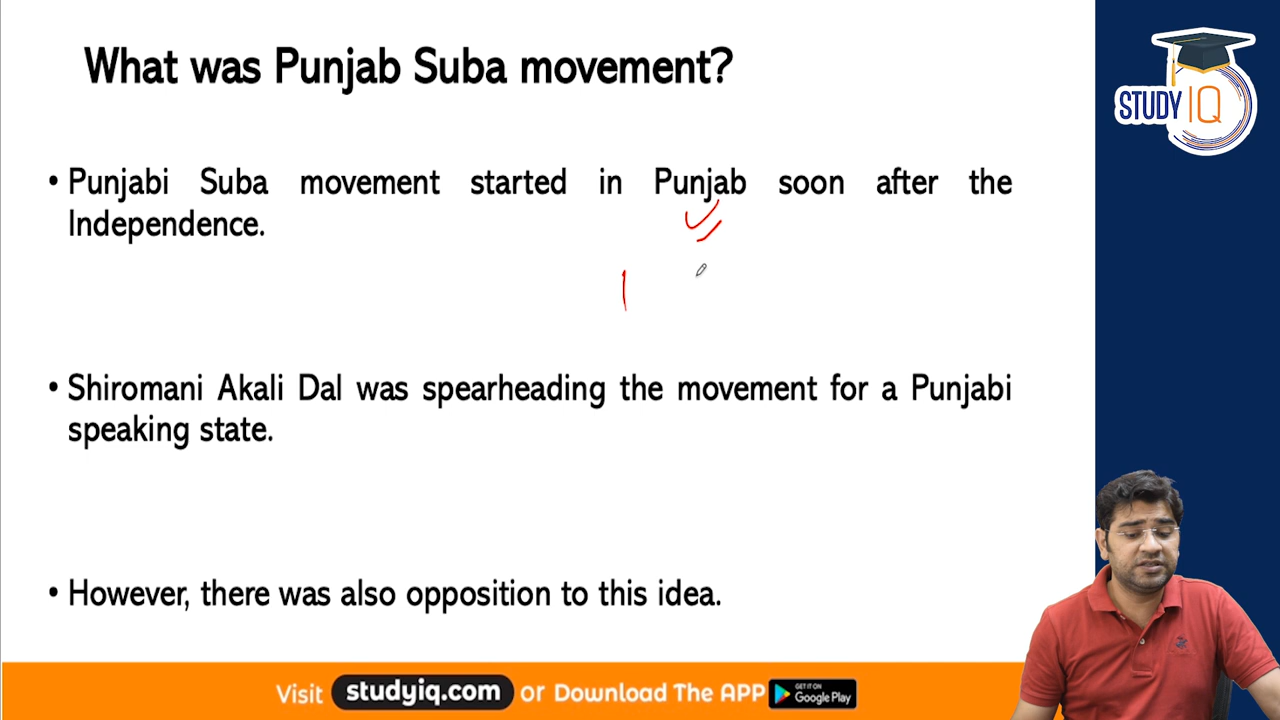 What was Punjab Suba movement?
STUDY IQ
• Punjabi Suba movement started in Punjab soon after the
Independence.
• Shiromani Akali Dal was spearheading the movement for a Punjabi
speaking state.
• However, there was also opposition to this idea.
Visit studyiq.com or Download The APP GET IT ON Google Play